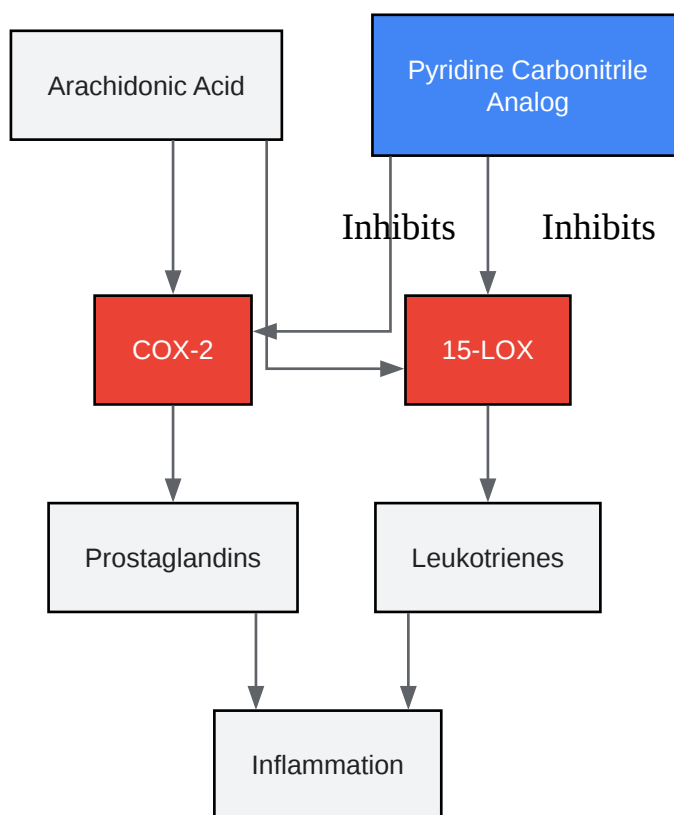 Arachidonic Acid
Pyridine Carbonitrile
Analog
Inhibits
Inhibits
COX-2
15-LOX
Prostaglandins
Leukotrienes
Inflammation